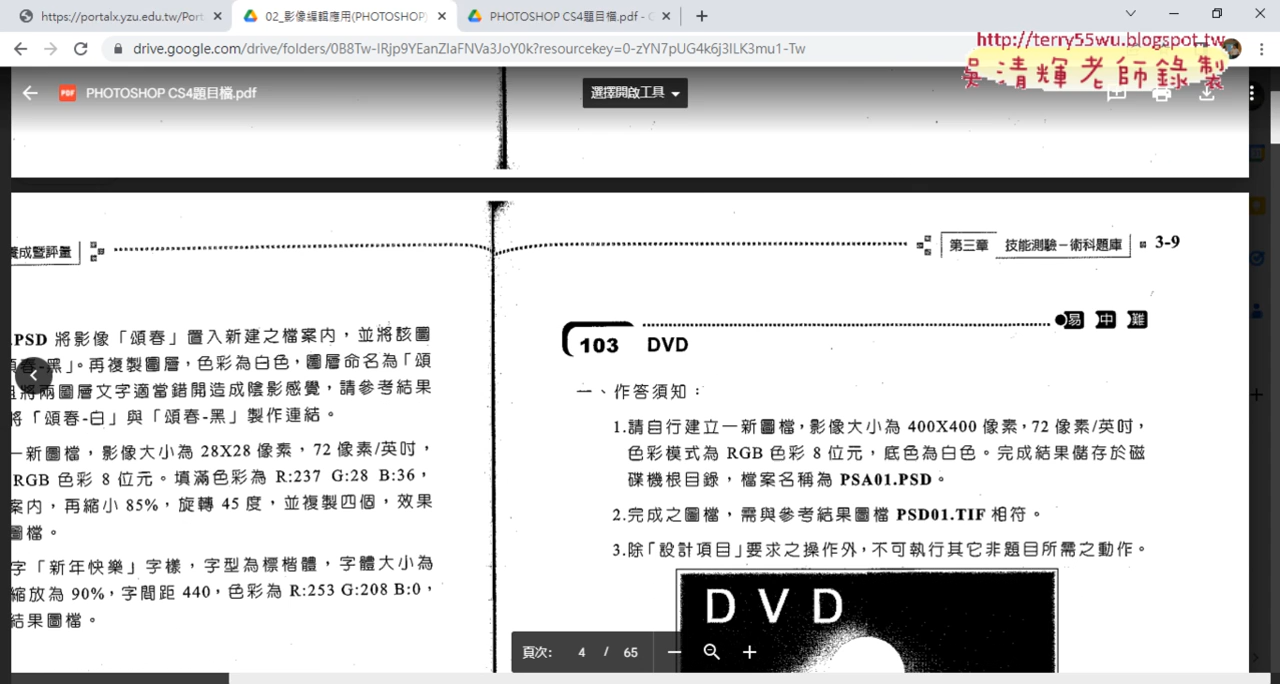 https://portalx.yzu.edu.tw/Port
02_影像編輯應用(PHOTOSHOP)
PHOTOSHOP CS4題目檔.pdf - G
drive.google.com/drive/folders/0B8Tw-IRjp9YEanZIaFNVa3JoY0k?resourcekey=0-zYN7pUG4k6j3ILK3mu1-Tw
http://terry55wu.blogspot.tw
吳清輝老師錄製
PDF
PHOTOSHOP CS4題目檔.pdf
選擇開啟工具
養成暨評量
第三章 技能測驗－術科題庫 3-9
.PSD 將影像「頌春」置入新建之檔案內，並將該圖
頌春-黑」。再複製圖層，色彩為白色，圖層命名為「頌
且將兩圖層文字適當錯開造成陰影感覺，請參考結果
將「頌春-白」與「頌春-黑」製作連結。
一新圖檔，影像大小為 28X28 像素，72 像素/英吋，
RGB 色彩 8 位元。填滿色彩為 R:237 G:28 B:36，
案內，再縮小 85%，旋轉 45 度，並複製四個，效果
圖檔。
字「新年快樂」字樣，字型為標楷體，字體大小為
縮放為 90%，字間距 440，色彩為 R:253 G:208 B:0，
結果圖檔。
易 中 難
103 DVD
一、作答須知：
1.請自行建立一新圖檔，影像大小為 400X400 像素，72 像素/英吋，
色彩模式為 RGB 色彩 8 位元，底色為白色。完成結果儲存於磁
碟機根目錄，檔案名稱為 PSA01.PSD。
2.完成之圖檔，需與參考結果圖檔 PSD01.TIF 相符。
3.除「設計項目」要求之操作外，不可執行其它非題目所需之動作。
DVD
頁次： 4 / 65